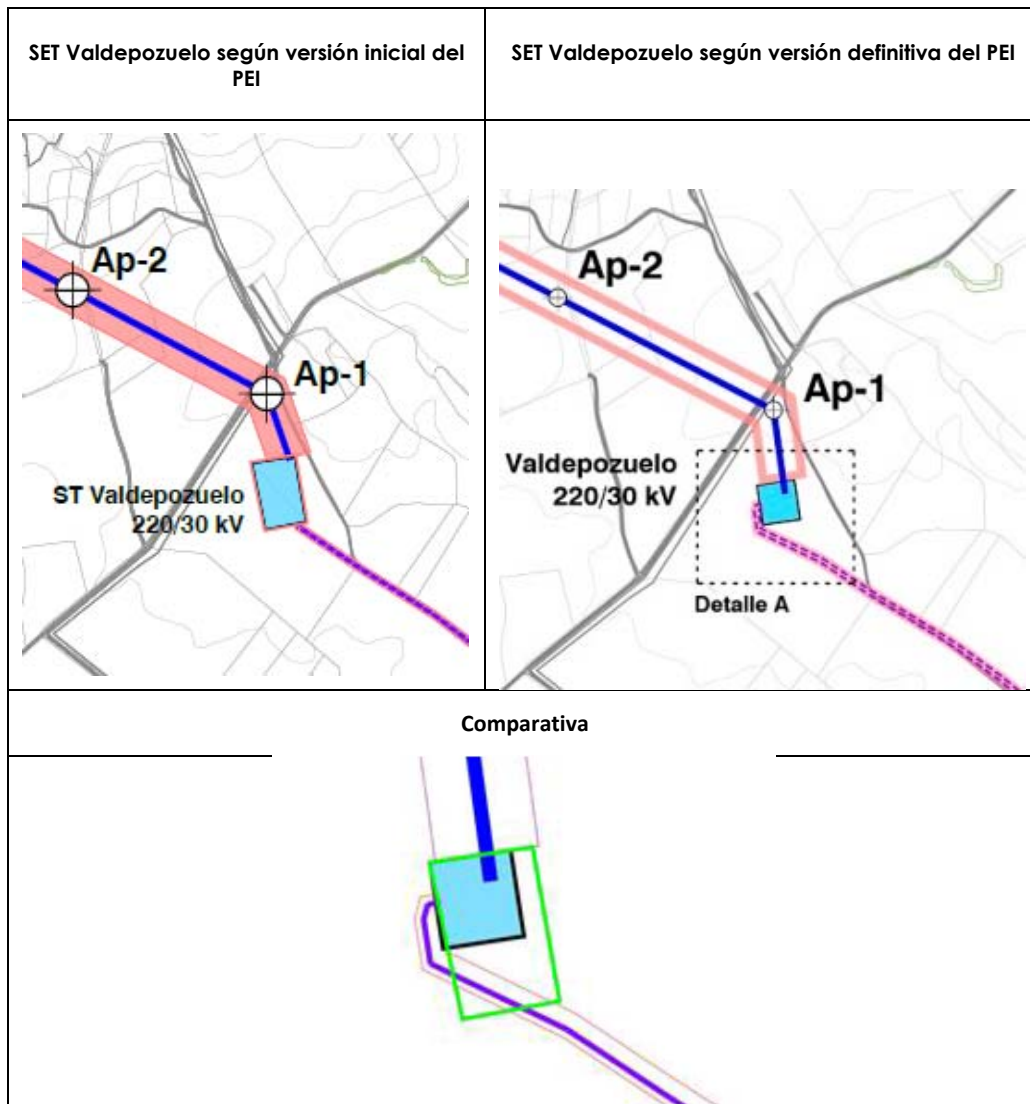 SET Valdepozuelo según versión inicial del
PEI
SET Valdepozuelo según versión definitiva del PEI
Ap-2
Ap-1
ST Valdepozuelo
220/30 kV
Ap-2
Ap-1
Valdepozuelo
220/30 kV
Detalle A
Comparativa